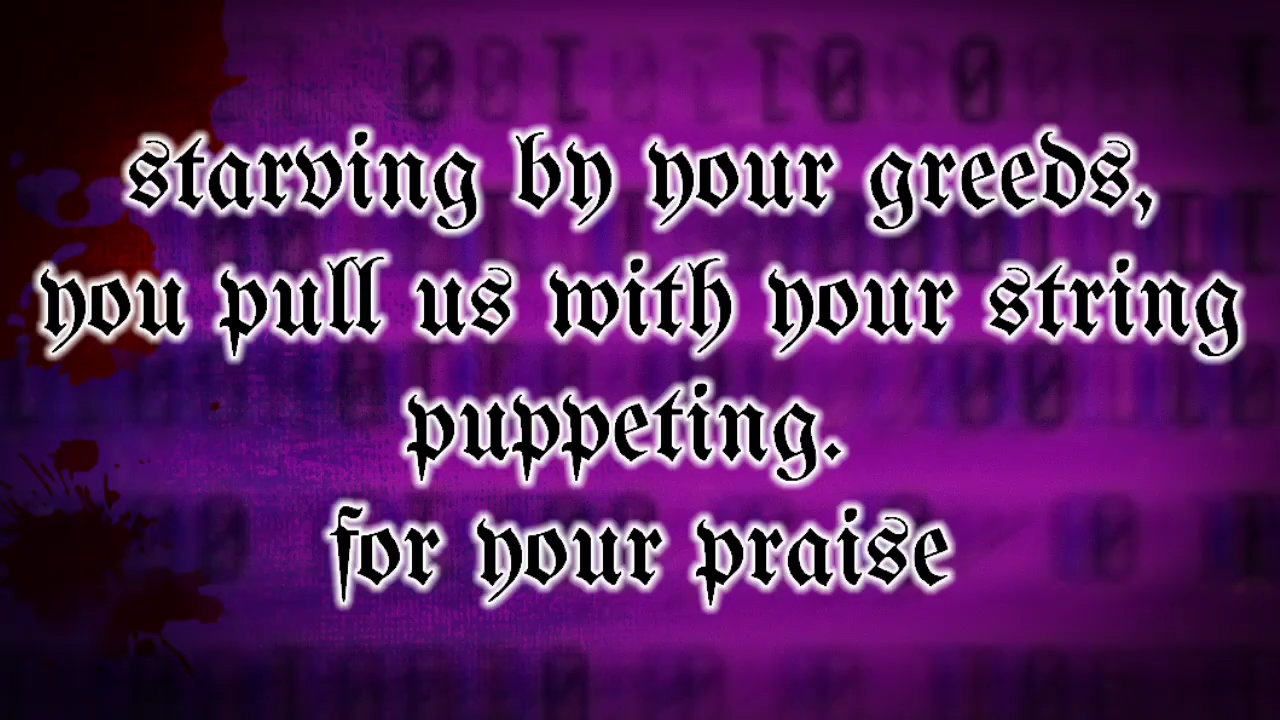 starving by your greeds,
you pull us with your string
puppeting.
for your praise